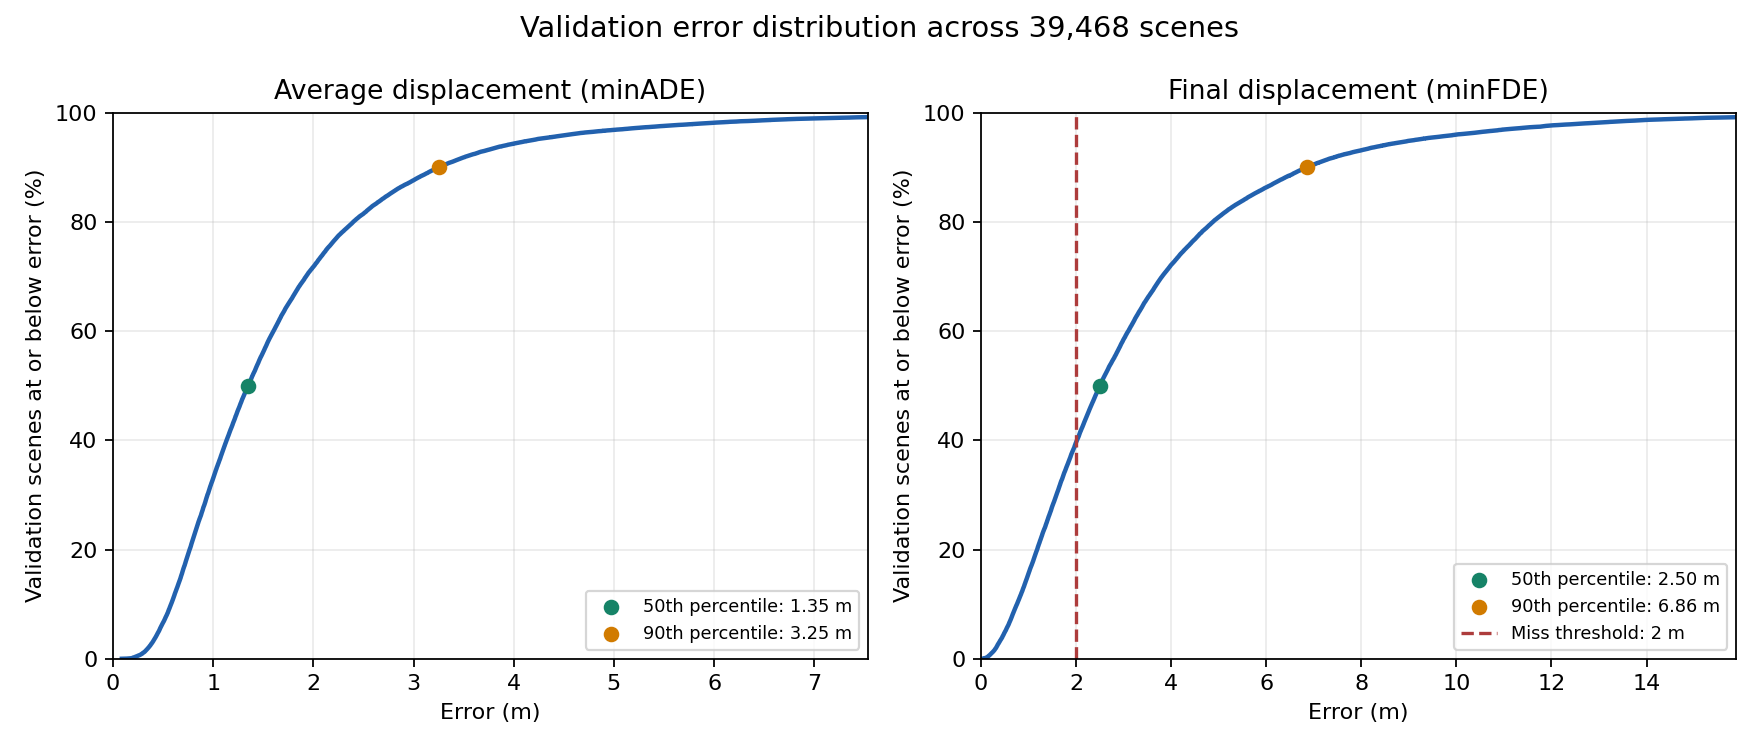 Validation error distribution across 39,468 scenes
Average displacement (minADE)
Validation scenes at or below error (%)
100
80
60
40
20
0
0 1 2 3 4 5 6 7
Error (m)
50th percentile: 1.35 m
90th percentile: 3.25 m
Final displacement (minFDE)
Validation scenes at or below error (%)
100
80
60
40
20
0
0 2 4 6 8 10 12 14
Error (m)
50th percentile: 2.50 m
90th percentile: 6.86 m
Miss threshold: 2 m